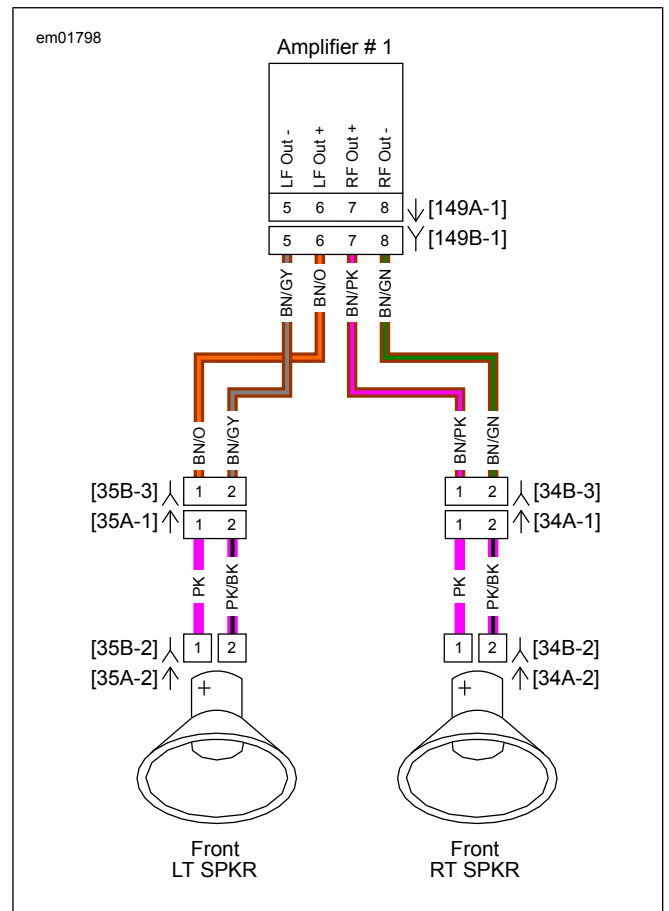 em01798
Amplifier # 1
LF Out -
LF Out +
RF Out +
RF Out -
5 6 7 8 [149A-1]
5 6 7 8 [149B-1]
BN/GY
BN/O
BN/PK
BN/GN
BN/O
BN/GY
BN/PK
BN/GN
[35B-3] 1 2
1 2 [34B-3]
[35A-1] 1 2
1 2 [34A-1]
PK
PK/BK
PK
PK/BK
[35B-2] 1 2
1 2 [34B-2]
[35A-2]
[34A-2]
+
+
Front
LT SPKR
Front
RT SPKR